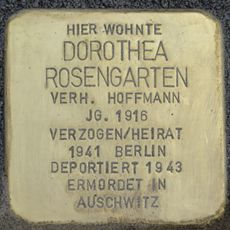 HIER WOHNTE
DOROTHEA
ROSENGARTEN
VERH. HOFFMANN
JG. 1916
VERZOGEN/HEIRAT
1941 BERLIN
DEPORTIERT 1943
ERMORDET IN
AUSCHWITZ